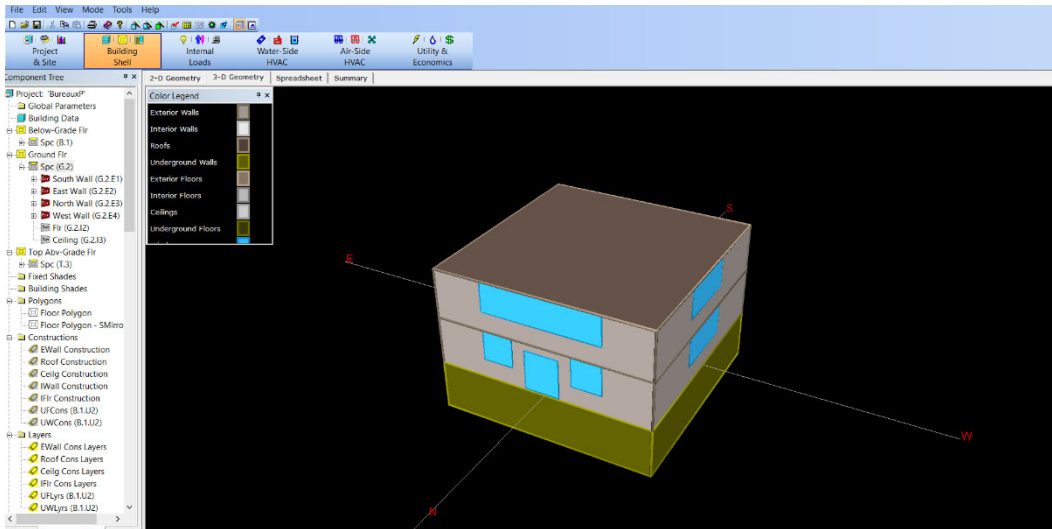 File Edit View Mode Tools Help
Project & Site
Building Shell
Internal Loads
Water-Side HVAC
Air-Side HVAC
Utility & Economics
Component Tree
2-D Geometry 3-D Geometry Spreadsheet Summary
Project: 'BureauxP'
Global Parameters
Building Data
Below-Grade Flr
Spc (B.1)
Ground Flr
Spc (G.2)
South Wall (G.2.E1)
East Wall (G.2.E2)
North Wall (G.2.E3)
West Wall (G.2.E4)
Flr (G.2.I2)
Ceiling (G.2.I3)
Top Abv-Grade Flr
Spc (T.3)
Fixed Shades
Building Shades
Polygons
Floor Polygon
Floor Polygon - SMirro
Constructions
EWall Construction
Roof Construction
Ceilg Construction
IWall Construction
IFlr Construction
UFCons (B.1.U2)
UWCons (B.1.U2)
Layers
EWall Cons Layers
Roof Cons Layers
Ceilg Cons Layers
IFlr Cons Layers
UFLyrs (B.1.U2)
UWLyrs (B.1.U2)
Color Legend
Exterior Walls
Interior Walls
Roofs
Underground Walls
Exterior Floors
Interior Floors
Ceilings
Underground Floors
S
E
W
N